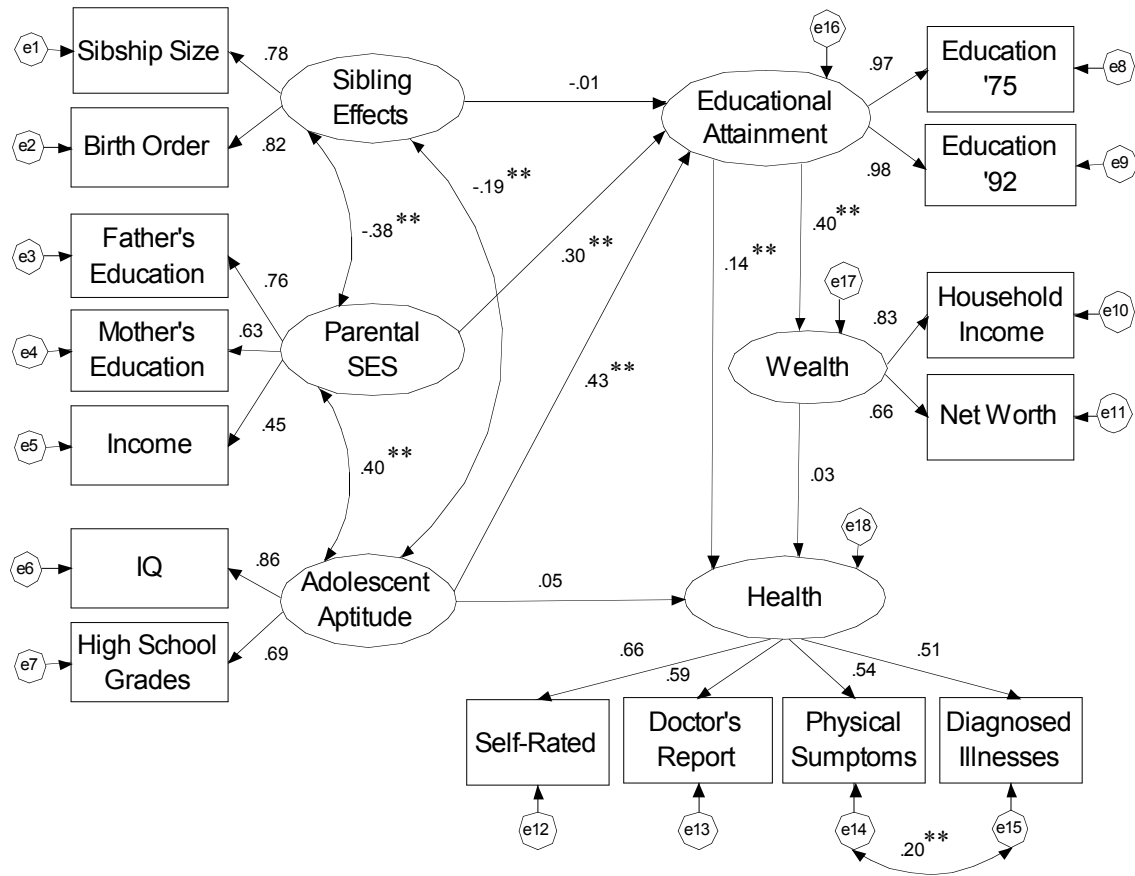 e1
Sibship Size
.78
Sibling
Effects
-.01
e16
Educational
Attainment
.97
Education
'75
e8
e2
Birth Order
.82
.98
Education
'92
e9
-.19**
-.38**
.30**
.14**
.40**
e3
Father's
Education
.76
e4
Mother's
Education
.63
Parental
SES
e5
Income
.45
.43**
e17
Wealth
.83
Household
Income
e10
.66
Net Worth
e11
.40**
.03
e6
IQ
.86
Adolescent
Aptitude
.05
e18
Health
e7
High School
Grades
.69
.66
.59
.54
.51
Self-Rated
Doctor's
Report
Physical
Sumptoms
Diagnosed
Illnesses
e12
e13
e14
e15
.20**